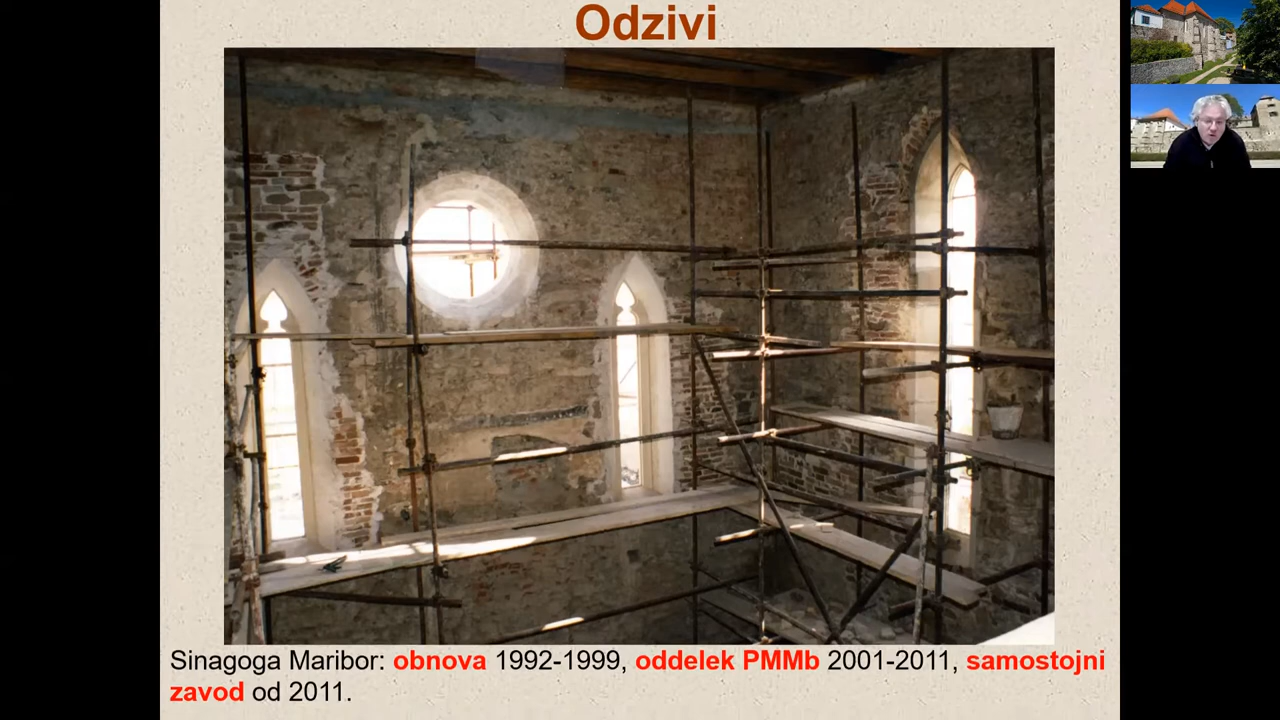 Odzivi
Sinagoga Maribor: obnova 1992-1999, oddelek PMMb 2001-2011, samostojni
zavod od 2011.